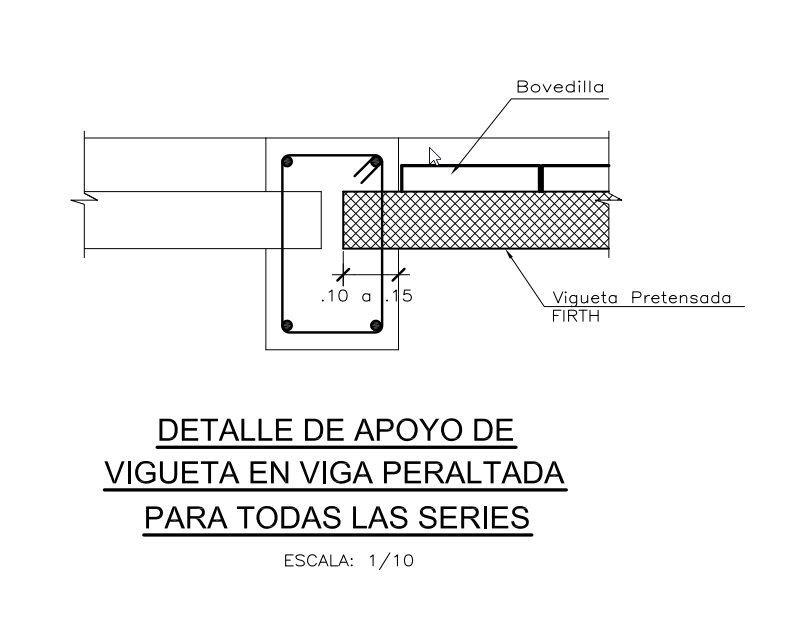 Bovedilla
.10 a .15
Vigueta Pretensada
FIRTH
DETALLE DE APOYO DE
VIGUETA EN VIGA PERALTADA
PARA TODAS LAS SERIES
ESCALA: 1/10